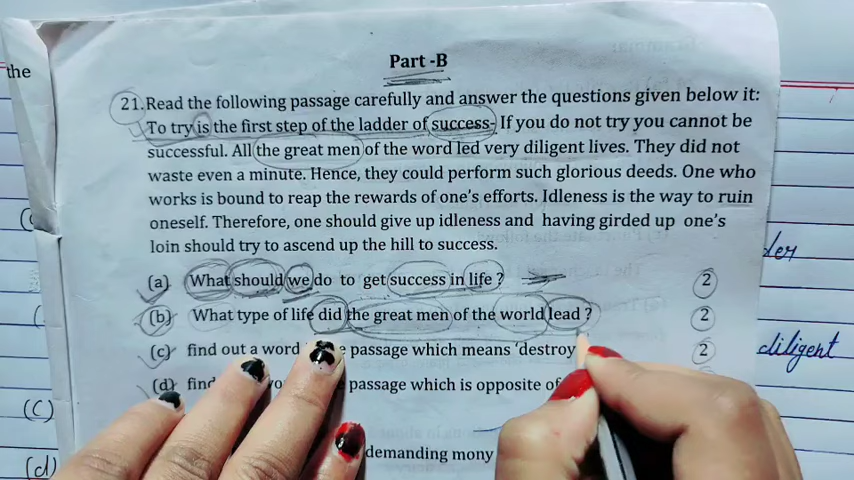 the
Part -B
21. Read the following passage carefully and answer the questions given below it:
To try is the first step of the ladder of success. If you do not try you cannot be
successful. All the great men of the word led very diligent lives. They did not
waste even a minute. Hence, they could perform such glorious deeds. One who
works is bound to reap the rewards of one's efforts. Idleness is the way to ruin
oneself. Therefore, one should give up idleness and having girded up one's
loin should try to ascend up the hill to success.
(a) What should we do to get success in life ? 2
(b) What type of life did the great men of the world lead ? 2
(c) find out a word passage which means 'destroy 2
(d) find passage which is opposite of
demanding mony
der
diligent
(C)
(d)